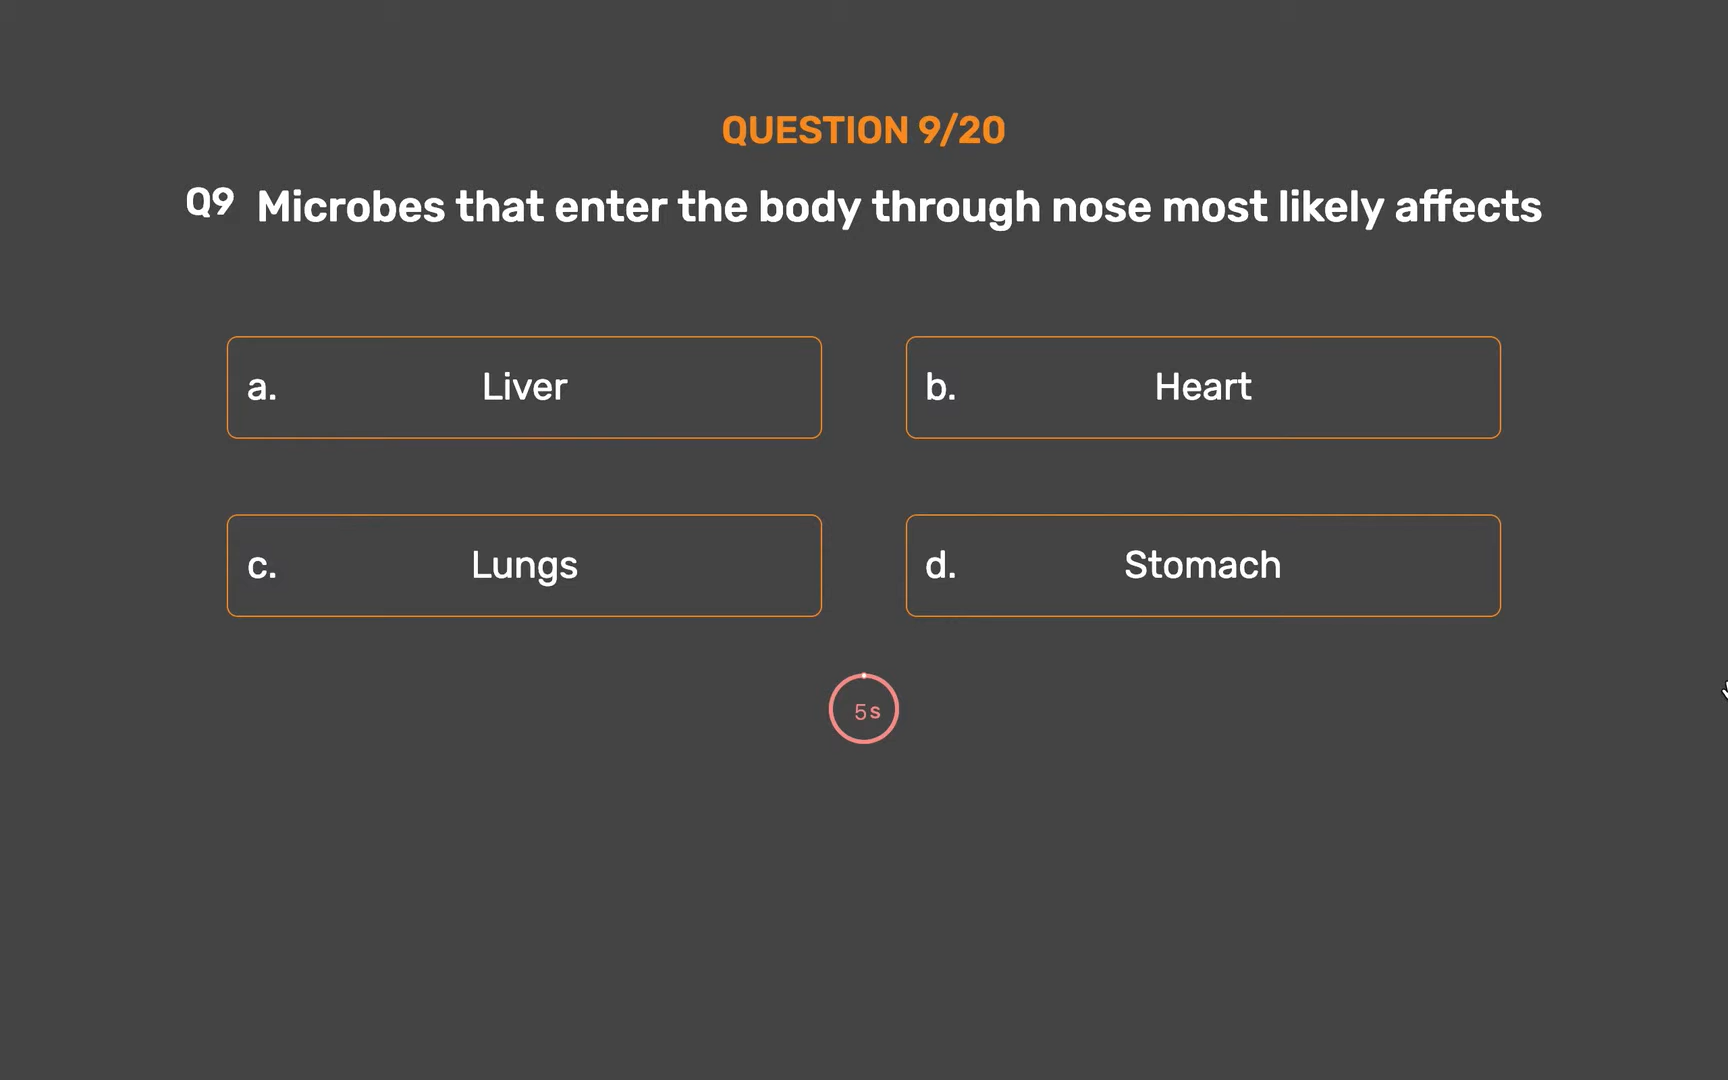 QUESTION 9/20
Q9 Microbes that enter the body through nose most likely affects
a. Liver
b. Heart
c. Lungs
d. Stomach
5s